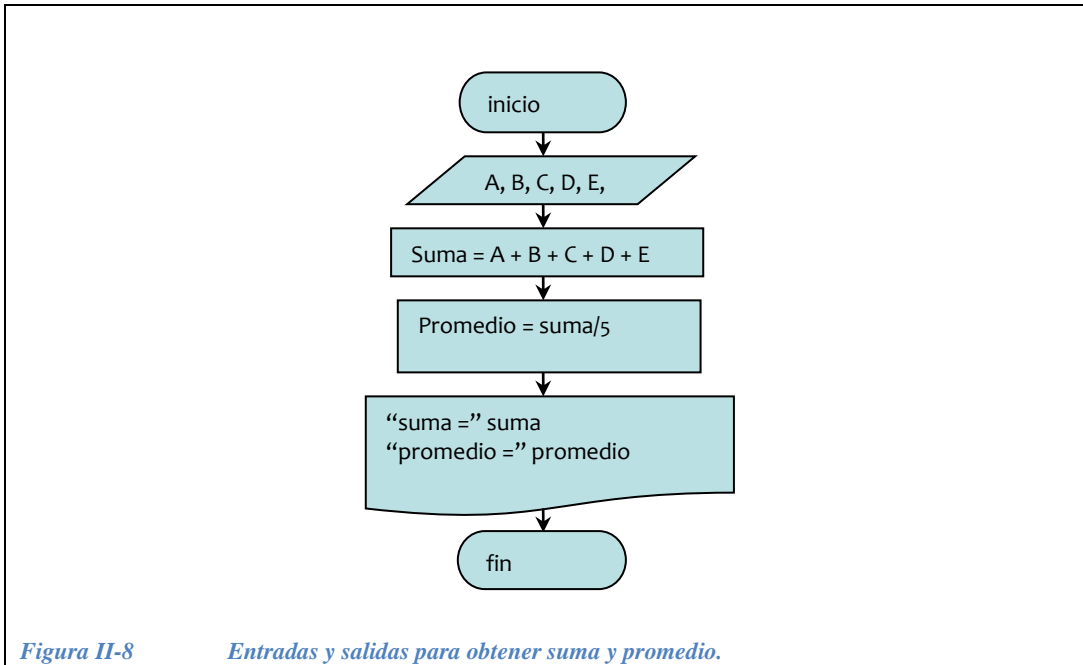 inicio
A, B, C, D, E,
Suma = A + B + C + D + E
Promedio = suma/5
“suma =” suma
“promedio =” promedio
fin
Figura II-8 Entradas y salidas para obtener suma y promedio.